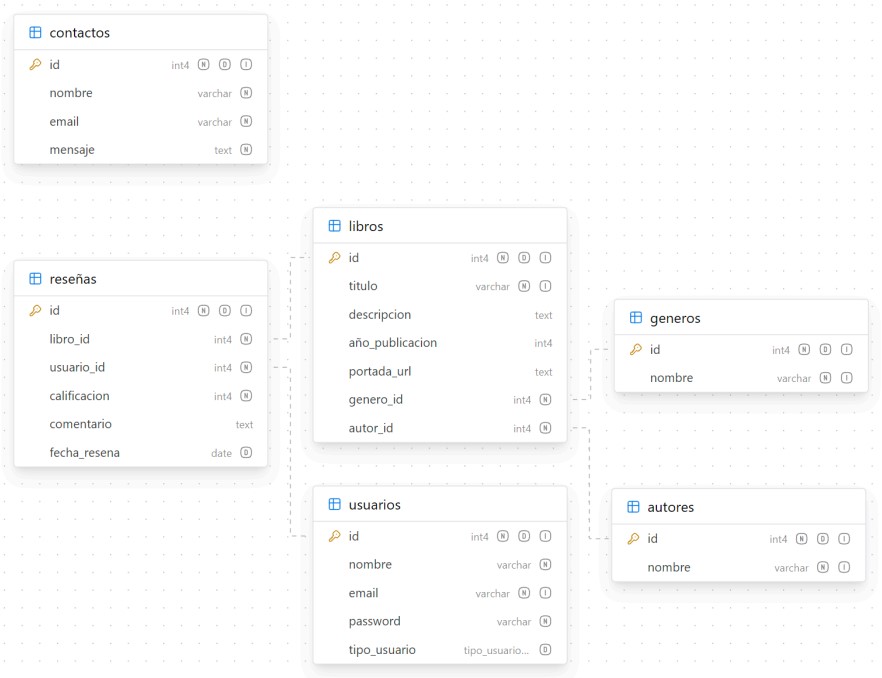 contactos
id int4 N D I
nombre varchar N
email varchar N
mensaje text N
reseñas
id int4 N D I
libro_id int4 N
usuario_id int4 N
calificacion int4 N
comentario text
fecha_resena date D
libros
id int4 N D I
titulo varchar N I
descripcion text
año_publicacion int4
portada_url text
genero_id int4 N
autor_id int4 N
usuarios
id int4 N D I
nombre varchar N
email varchar N I
password varchar N
tipo_usuario tipo_usuario... D
generos
id int4 N D I
nombre varchar N I
autores
id int4 N D I
nombre varchar N I